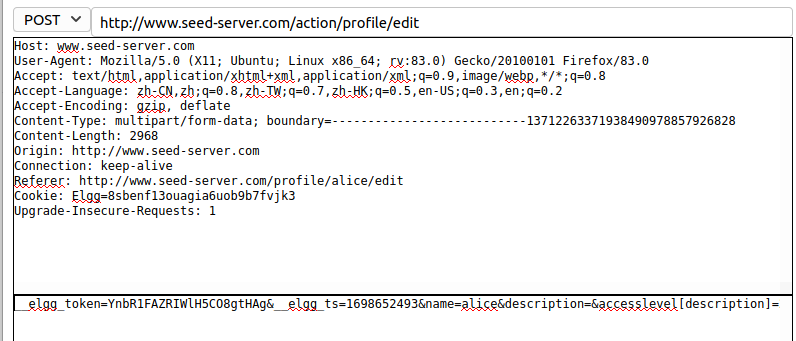 POST http://www.seed-server.com/action/profile/edit
Host: www.seed-server.com
User-Agent: Mozilla/5.0 (X11; Ubuntu; Linux x86_64; rv:83.0) Gecko/20100101 Firefox/83.0
Accept: text/html,application/xhtml+xml,application/xml;q=0.9,image/webp,*/*;q=0.8
Accept-Language: zh-CN,zh;q=0.8,zh-TW;q=0.7,zh-HK;q=0.5,en-US;q=0.3,en;q=0.2
Accept-Encoding: gzip, deflate
Content-Type: multipart/form-data; boundary=---------------------------13712263371938490978857926828
Content-Length: 2968
Origin: http://www.seed-server.com
Connection: keep-alive
Referer: http://www.seed-server.com/profile/alice/edit
Cookie: Elgg=8sbenf13ouagia6uob9b7fvjk3
Upgrade-Insecure-Requests: 1
__elgg_token=YnbR1FAZRIWlH5CO8gtHAg&__elgg_ts=1698652493&name=alice&description=&accesslevel[description]=